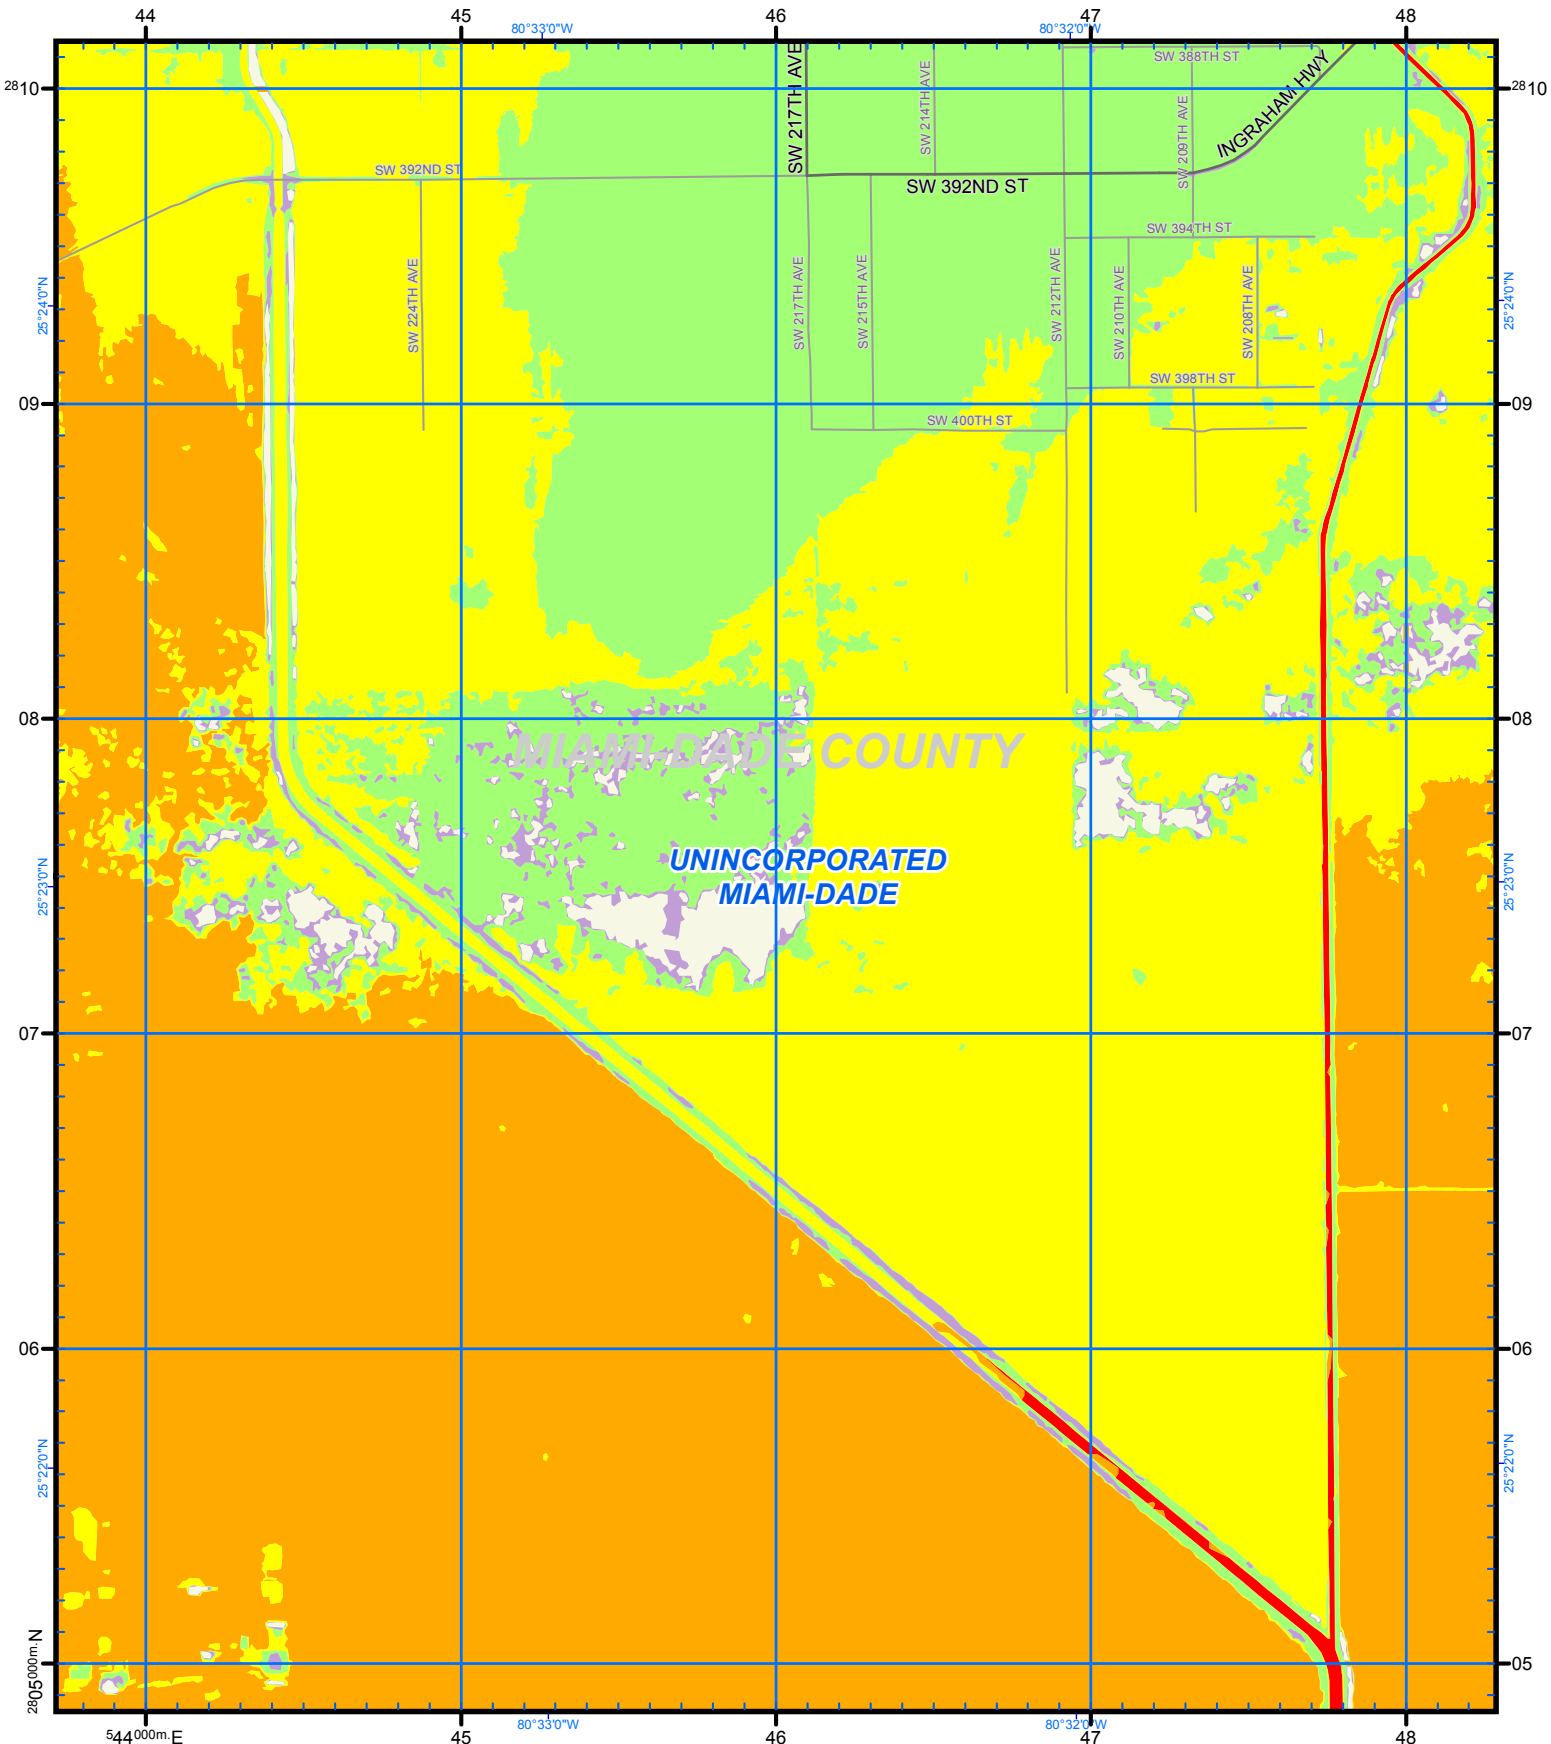 44 45 46 47 48
80°33'0"W 80°32'0"W
SW 217TH AVE
SW 214TH AVE
SW 388TH ST
INGRAHAM HWY
²⁸10 ²⁸10
SW 209TH AVE
SW 392ND ST
SW 392ND ST
SW 394TH ST
25°24'0"N
SW 224TH AVE
SW 217TH AVE
SW 215TH AVE
SW 212TH AVE
SW 210TH AVE
SW 208TH AVE
25°24'0"N
SW 398TH ST
09 09
SW 400TH ST
08 08
MIAMI-DADE COUNTY
UNINCORPORATED
MIAMI-DADE
25°23'0"N 25°23'0"N
07 07
06 06
25°22'0"N 25°22'0"N
²⁸05⁰⁰⁰ᵐ·N 05
80°33'0"W 80°32'0"W
⁵44⁰⁰⁰ᵐ·E 45 46 47 48